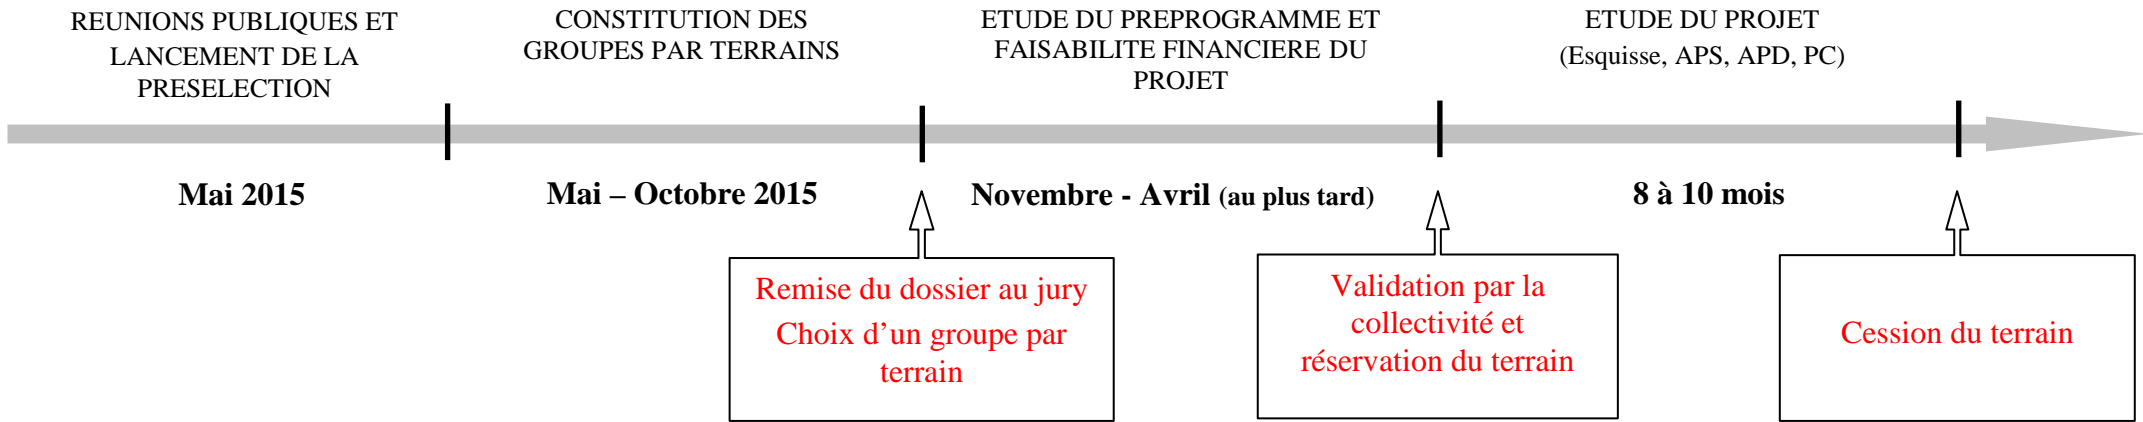 REUNIONS PUBLIQUES ET
LANCEMENT DE LA
PRESELECTION
CONSTITUTION DES
GROUPES PAR TERRAINS
ETUDE DU PREPROGRAMME ET
FAISABILITE FINANCIERE DU
PROJET
ETUDE DU PROJET
(Esquisse, APS, APD, PC)
Mai 2015
Mai – Octobre 2015
Novembre - Avril (au plus tard)
8 à 10 mois
Remise du dossier au jury
Choix d’un groupe par
terrain
Validation par la
collectivité et
réservation du terrain
Cession du terrain